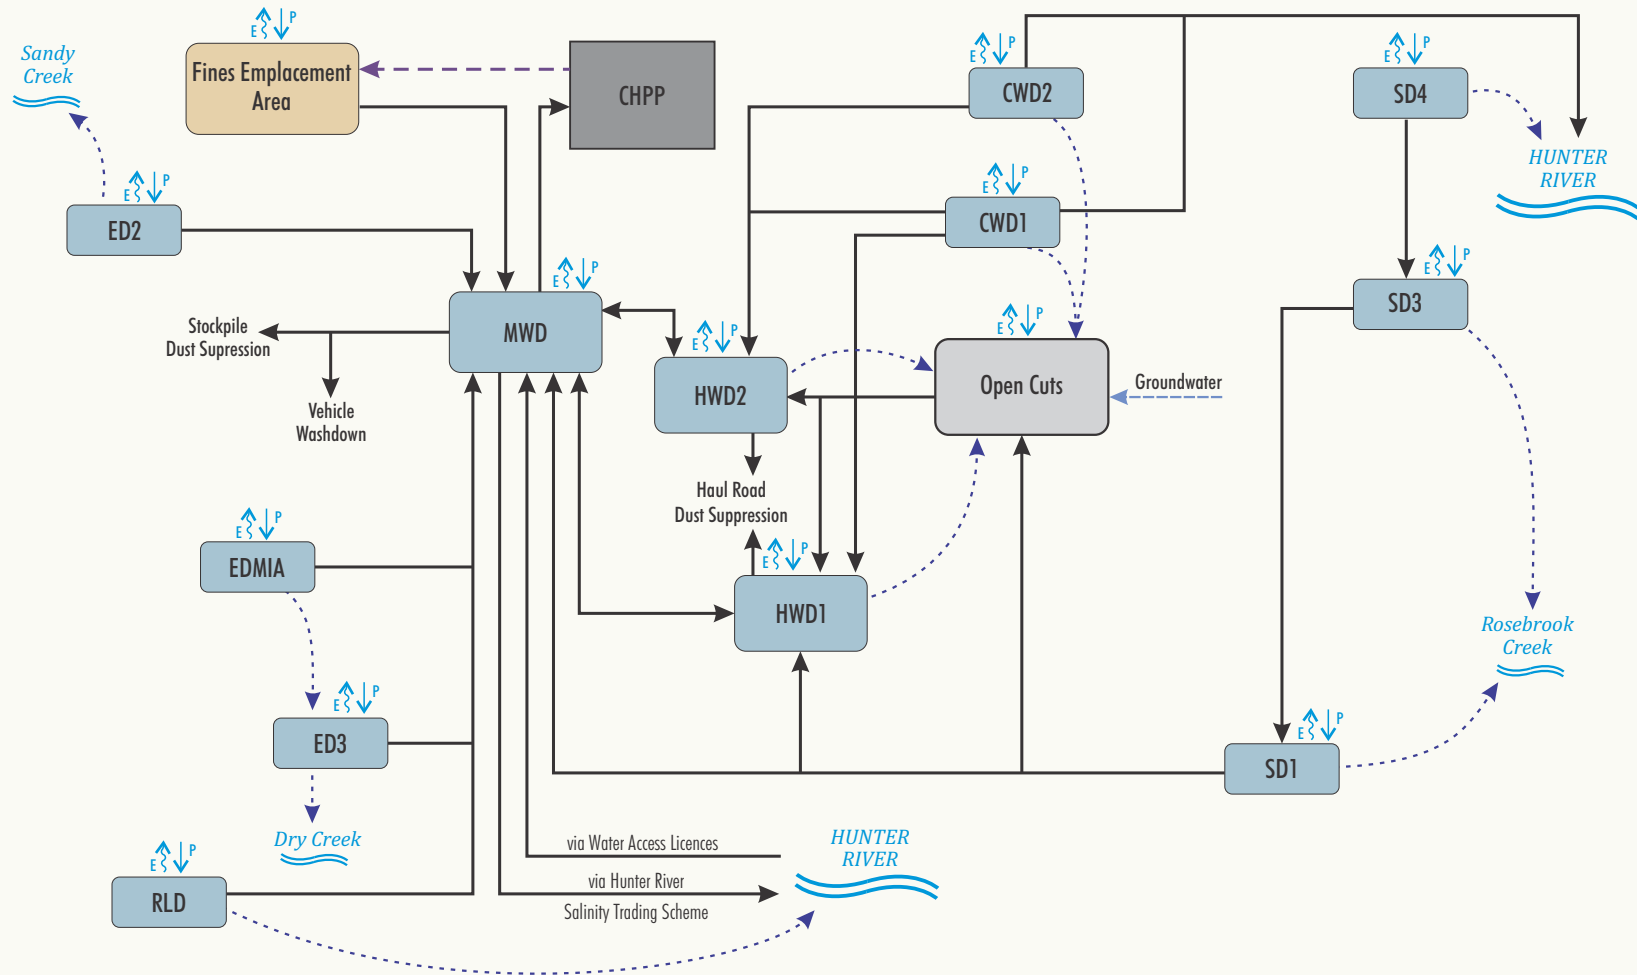 E P
E P
E P
Sandy
Creek
Fines Emplacement
Area
CHPP
CWD2
SD4
HUNTER
RIVER
E P
E P
ED2
CWD1
E P
E P
SD3
E P
MWD
Stockpile
Dust Supression
E P
HWD2
Open Cuts
Groundwater
Vehicle
Washdown
Haul Road
Dust Suppression
E P
E P
EDMIA
HWD1
Rosebrook
Creek
E P
ED3
E P
SD1
Dry Creek
via Water Access Licences
HUNTER
RIVER
E P
via Hunter River
Salinity Trading Scheme
RLD